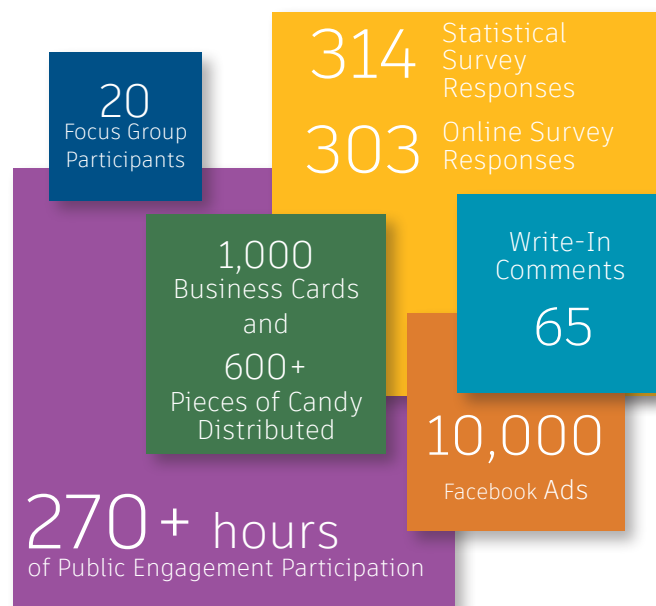 20
Focus Group
Participants
314 Statistical
Survey
Responses
303 Online Survey
Responses
1,000
Business Cards
and
600+
Pieces of Candy
Distributed
Write-In
Comments
65
10,000
Facebook Ads
270+ hours
of Public Engagement Participation